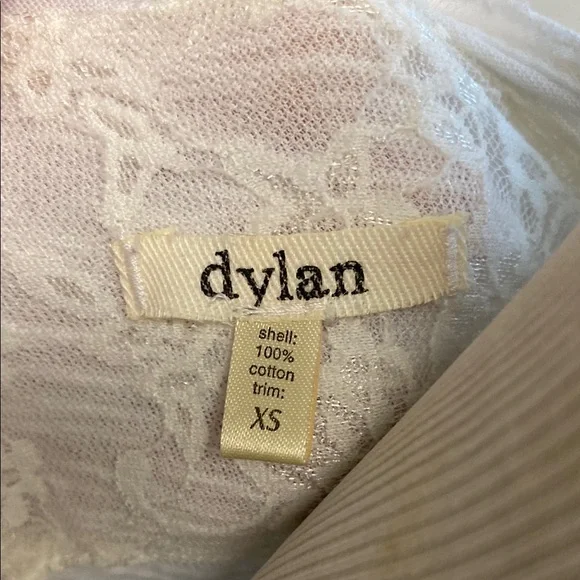 dylan
shell:
100%
cotton
trim:
XS